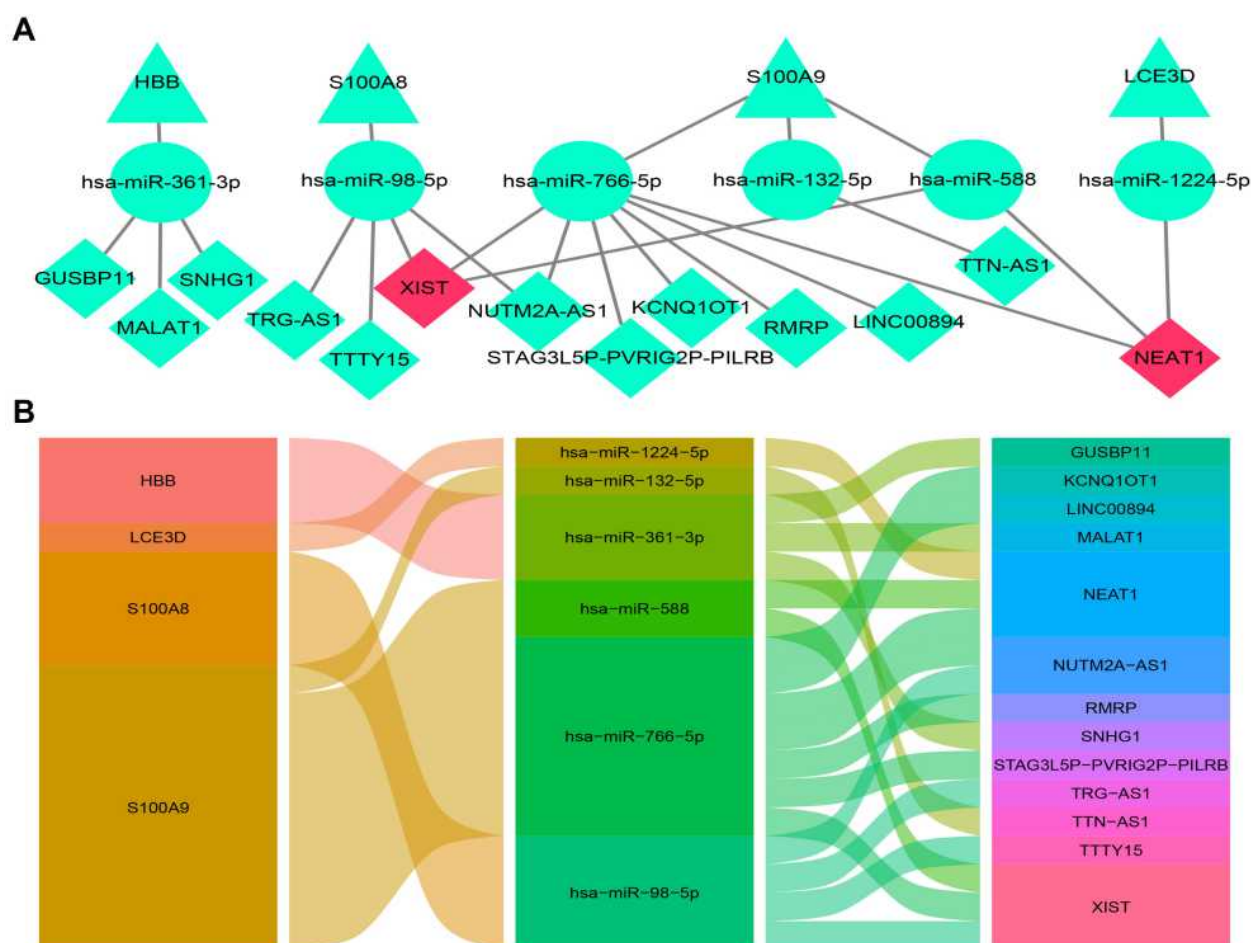 A
HBB
S100A8
S100A9
LCE3D
hsa-miR-361-3p
hsa-miR-98-5p
hsa-miR-766-5p
hsa-miR-132-5p
hsa-miR-588
hsa-miR-1224-5p
GUSBP11
SNHG1
XIST
TTN-AS1
MALAT1
TRG-AS1
NUTM2A-AS1
KCNQ1OT1
RMRP
LINC00894
TTTY15
STAG3L5P-PVRIG2P-PILRB
NEAT1
B
HBB
LCE3D
S100A8
S100A9
hsa−miR−1224−5p
hsa−miR−132−5p
hsa−miR−361−3p
hsa−miR−588
hsa−miR−766−5p
hsa−miR−98−5p
GUSBP11
KCNQ1OT1
LINC00894
MALAT1
NEAT1
NUTM2A−AS1
RMRP
SNHG1
STAG3L5P−PVRIG2P−PILRB
TRG−AS1
TTN−AS1
TTTY15
XIST